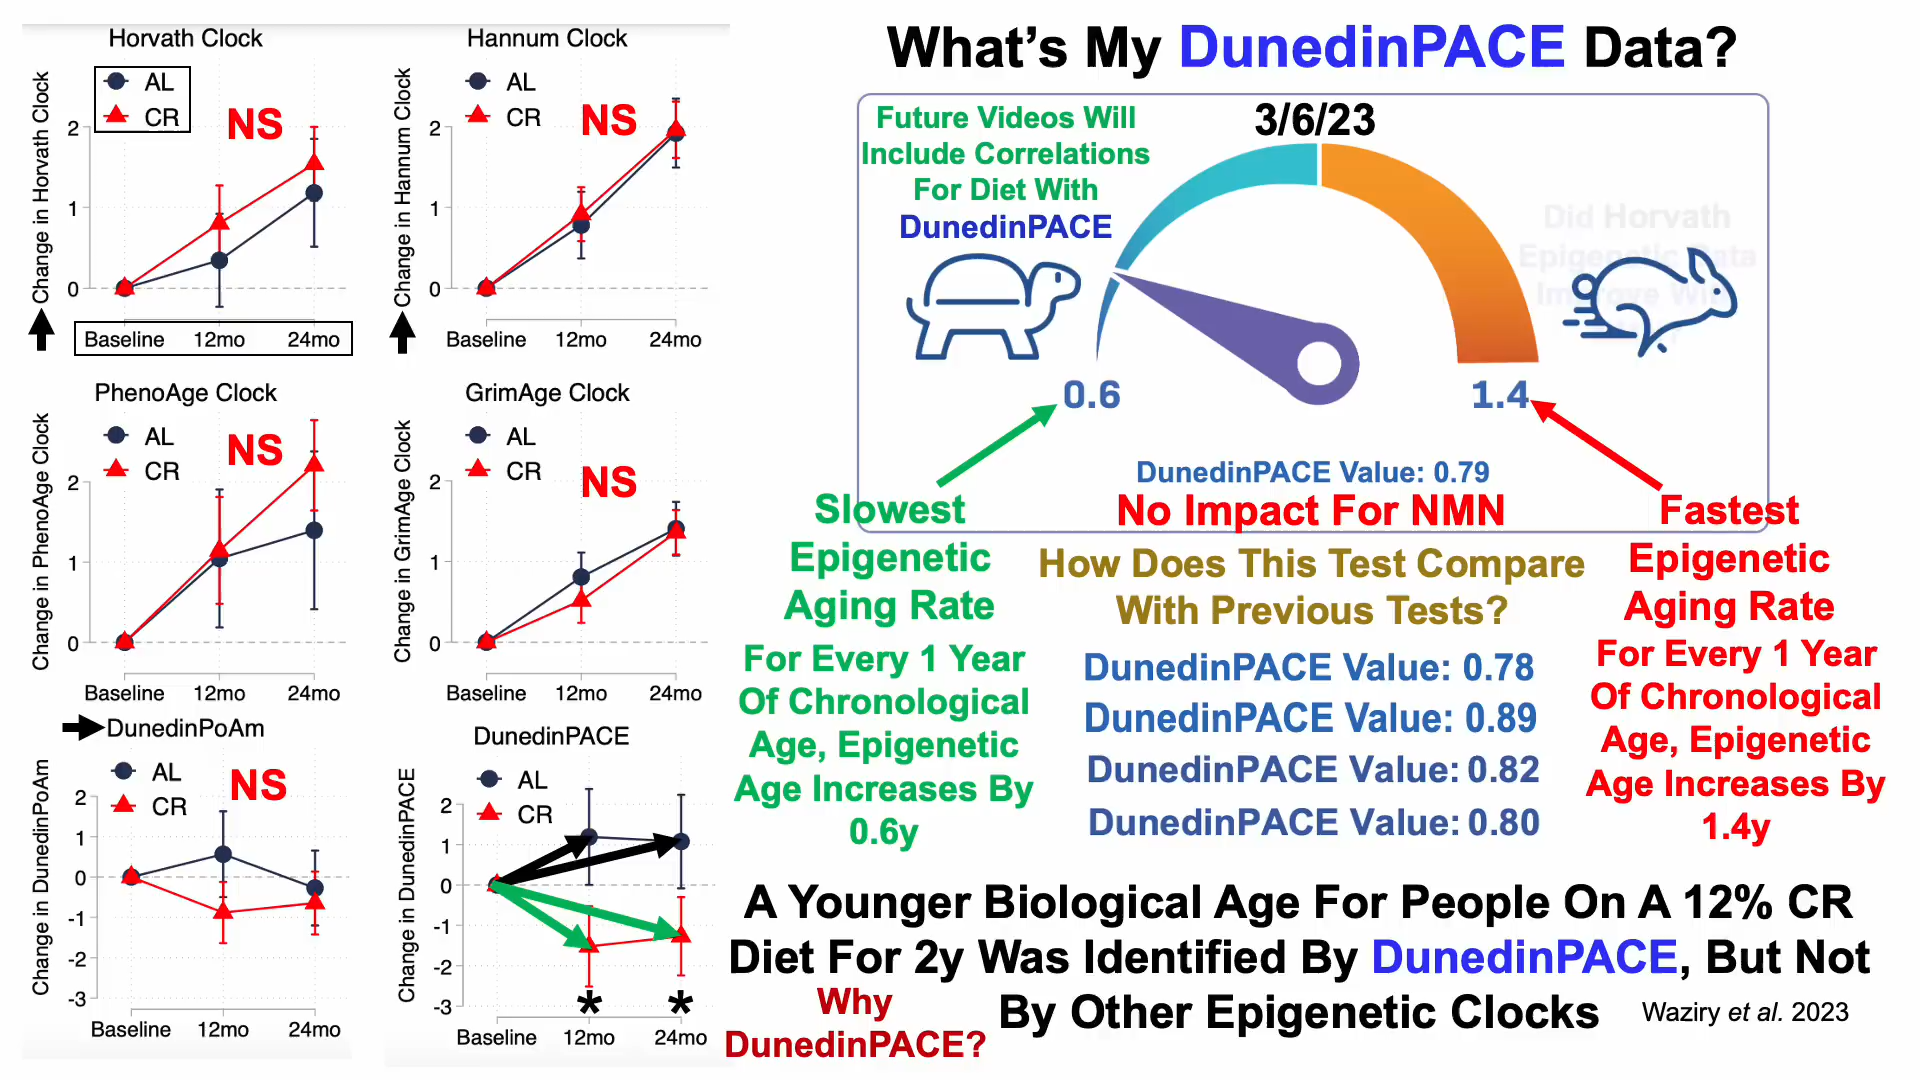 Horvath Clock
AL
CR
NS
Change in Horvath Clock
2
1
0
Baseline 12mo 24mo
Hannum Clock
AL
CR
NS
Change in Hannum Clock
2
1
0
Baseline 12mo 24mo
PhenoAge Clock
AL
CR
NS
Change in PhenoAge Clock
2
1
0
Baseline 12mo 24mo
GrimAge Clock
AL
CR
NS
Change in GrimAge Clock
2
1
0
Baseline 12mo 24mo
DunedinPoAm
AL
CR
NS
Change in DunedinPoAm
2
1
0
-1
-2
-3
Baseline 12mo 24mo
DunedinPACE
AL
CR
Change in DunedinPACE
2
1
0
-1
-2
-3
* *
Baseline 12mo 24mo
What's My DunedinPACE Data?
Future Videos Will
Include Correlations
For Diet With
DunedinPACE
3/6/23
Did Horvath
Epigenetic Data
Improve With
0.6
1.4
DunedinPACE Value: 0.79
No Impact For NMN
Slowest
Epigenetic
Aging Rate
For Every 1 Year
Of Chronological
Age, Epigenetic
Age Increases By
0.6y
How Does This Test Compare
With Previous Tests?
DunedinPACE Value: 0.78
DunedinPACE Value: 0.89
DunedinPACE Value: 0.82
DunedinPACE Value: 0.80
Fastest
Epigenetic
Aging Rate
For Every 1 Year
Of Chronological
Age, Epigenetic
Age Increases By
1.4y
A Younger Biological Age For People On A 12% CR
Diet For 2y Was Identified By DunedinPACE, But Not
By Other Epigenetic Clocks
Waziry et al. 2023
Why
DunedinPACE?